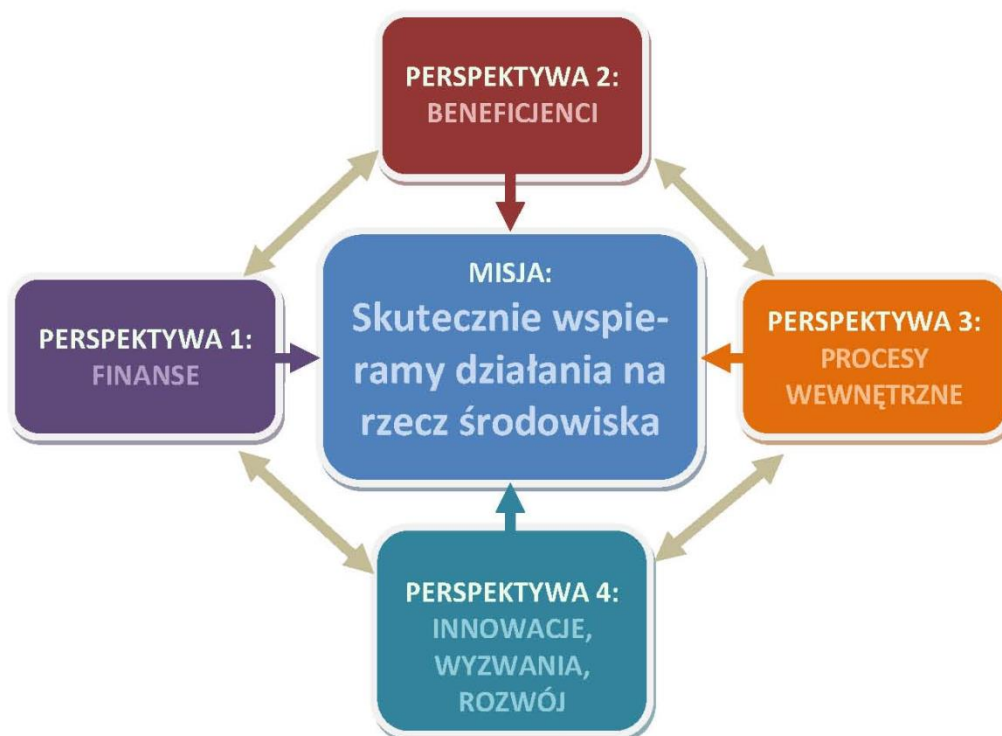 PERSPEKTYWA 2:
BENEFICJENCI
MISJA:
Skutecznie wspie-
ramy działania na
rzecz środowiska
PERSPEKTYWA 1:
FINANSE
PERSPEKTYWA 3:
PROCESY
WEWNĘTRZNE
PERSPEKTYWA 4:
INNOWACJE,
WYZWANIA,
ROZWÓJ